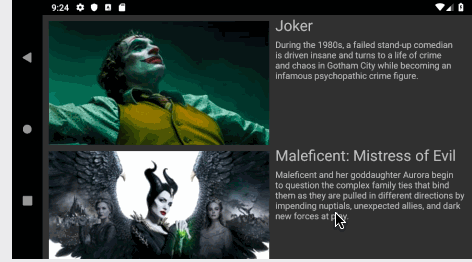 9:24
Joker
During the 1980s, a failed stand-up comedian
is driven insane and turns to a life of crime
and chaos in Gotham City while becoming an
infamous psychopathic crime figure.
Maleficent: Mistress of Evil
Maleficent and her goddaughter Aurora begin
to question the complex family ties that bind
them as they are pulled in different directions by
impending nuptials, unexpected allies, and dark
new forces at play.